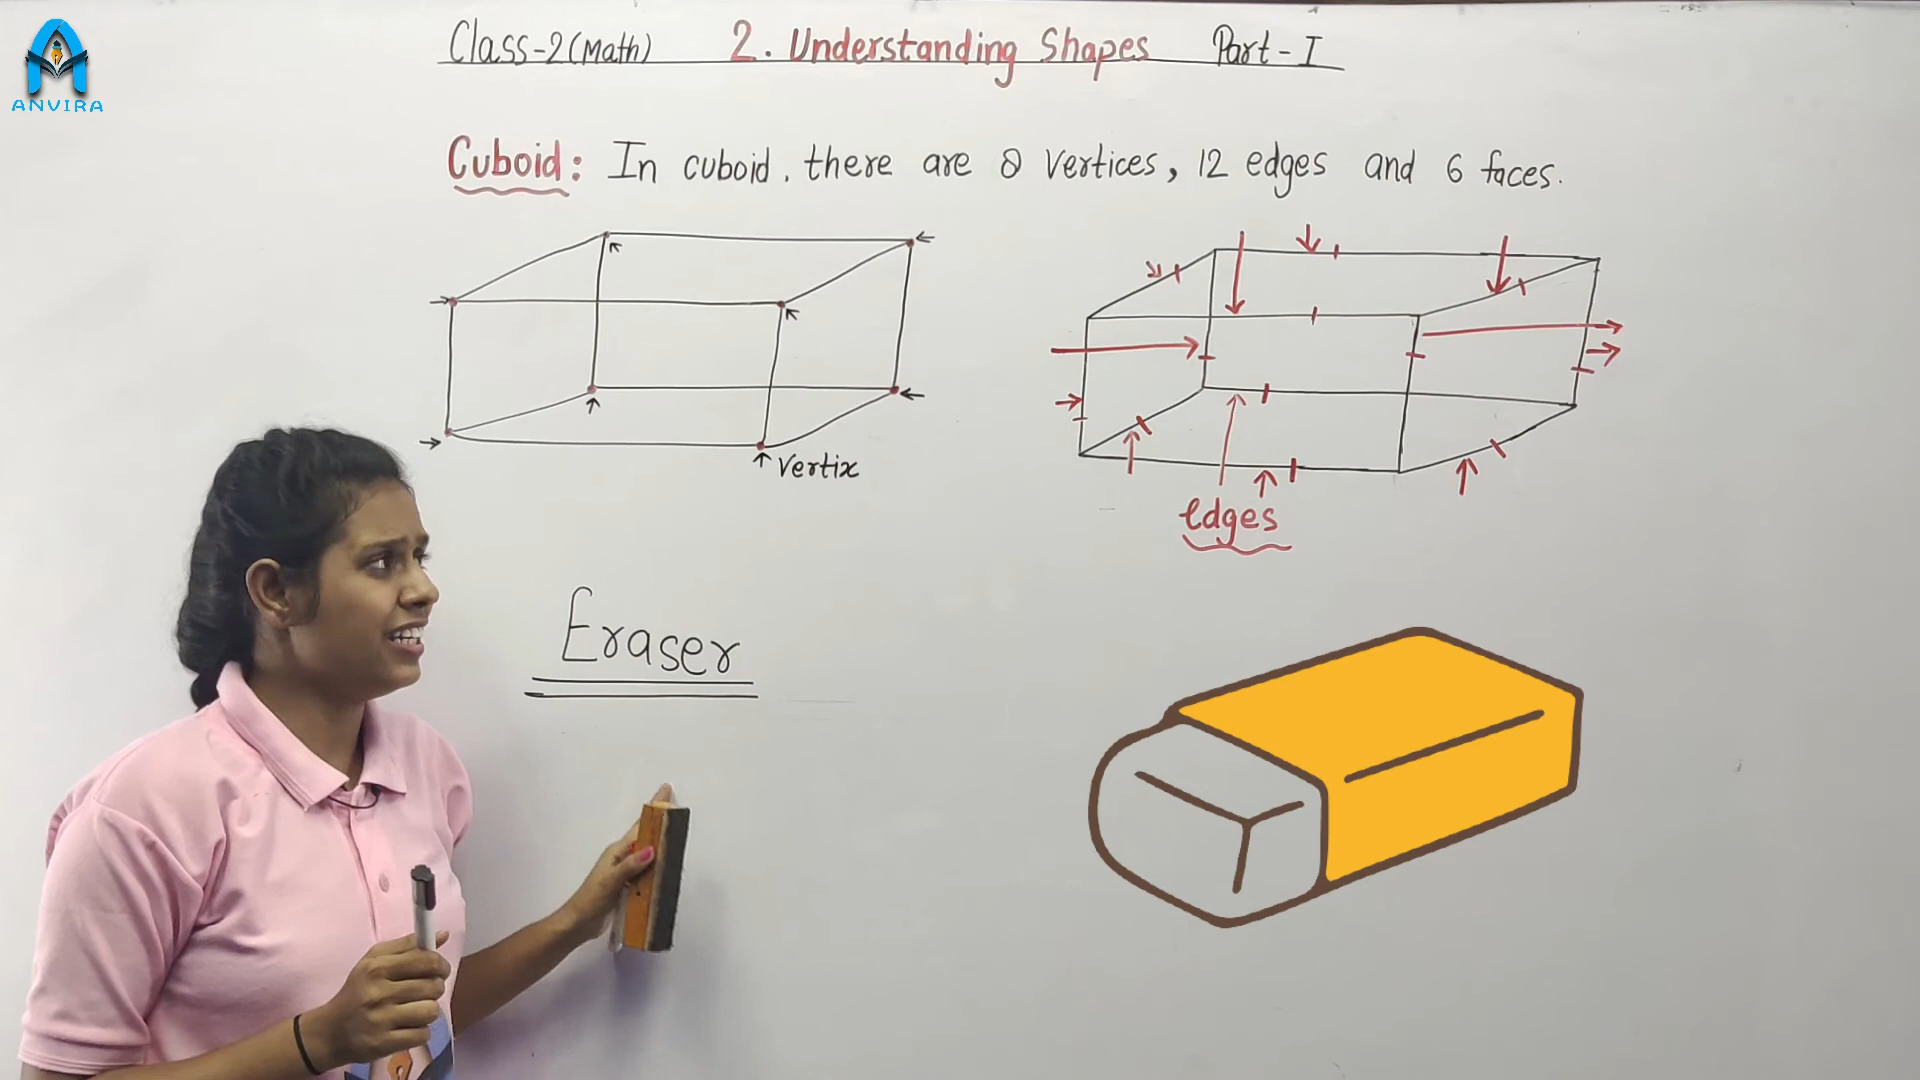 ANVIRA
Class-2(Math) 2. Understanding Shapes Part-I
Cuboid: In cuboid. there are 8 vertices, 12 edges and 6 faces.
Vertix
edges
Eraser